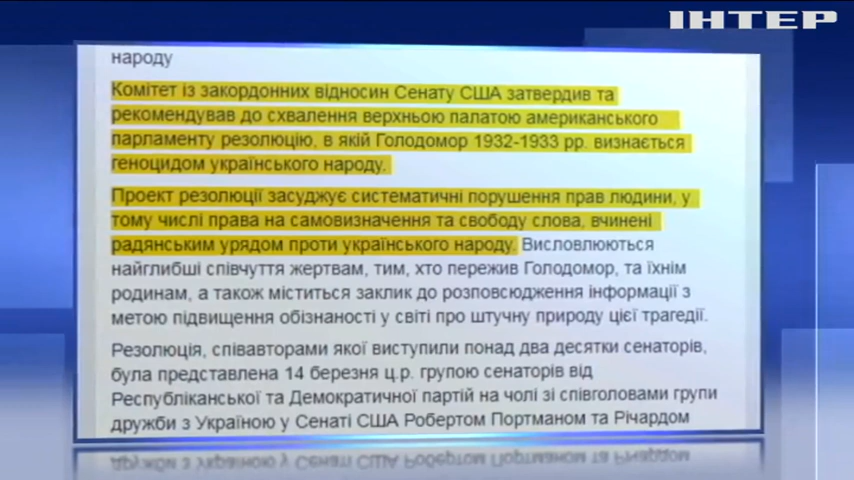 ІНТЕР
народу
Комітет із закордонних відносин Сенату США затвердив та
рекомендував до схвалення верхньою палатою американського
парламенту резолюцію, в якій Голодомор 1932-1933 рр. визнається
геноцидом українського народу.
Проект резолюції засуджує систематичні порушення прав людини, у
тому числі права на самовизначення та свободу слова, вчинені
радянським урядом проти українського народу. Висловлюються
найглибші співчуття жертвам, тим, хто пережив Голодомор, та їхнім
родинам, а також міститься заклик до розповсюдження інформації з
метою підвищення обізнаності у світі про штучну природу цієї трагедії.
Резолюція, співавторами якої виступили понад два десятки сенаторів,
була представлена 14 березня ц.р. групою сенаторів від
Республіканської та Демократичної партій на чолі зі співголовами групи
дружби з Україною у Сенаті США Робертом Портманом та Річардом